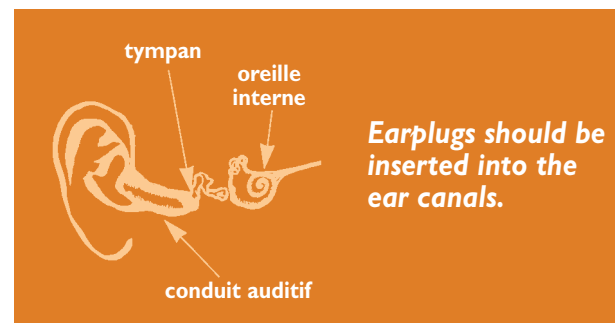 tympan
oreille
interne
Earplugs should be
inserted into the
ear canals.
conduit auditif